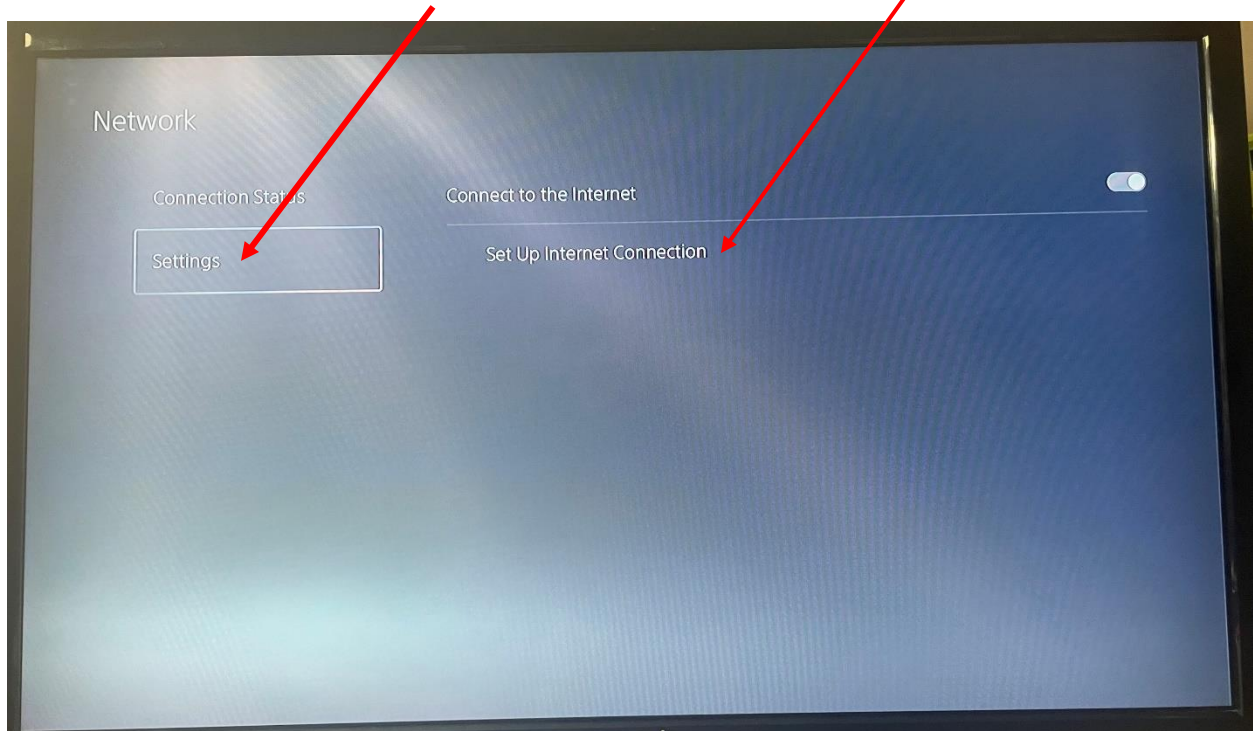 Network
Connection Status
Settings
Connect to the Internet
Set Up Internet Connection